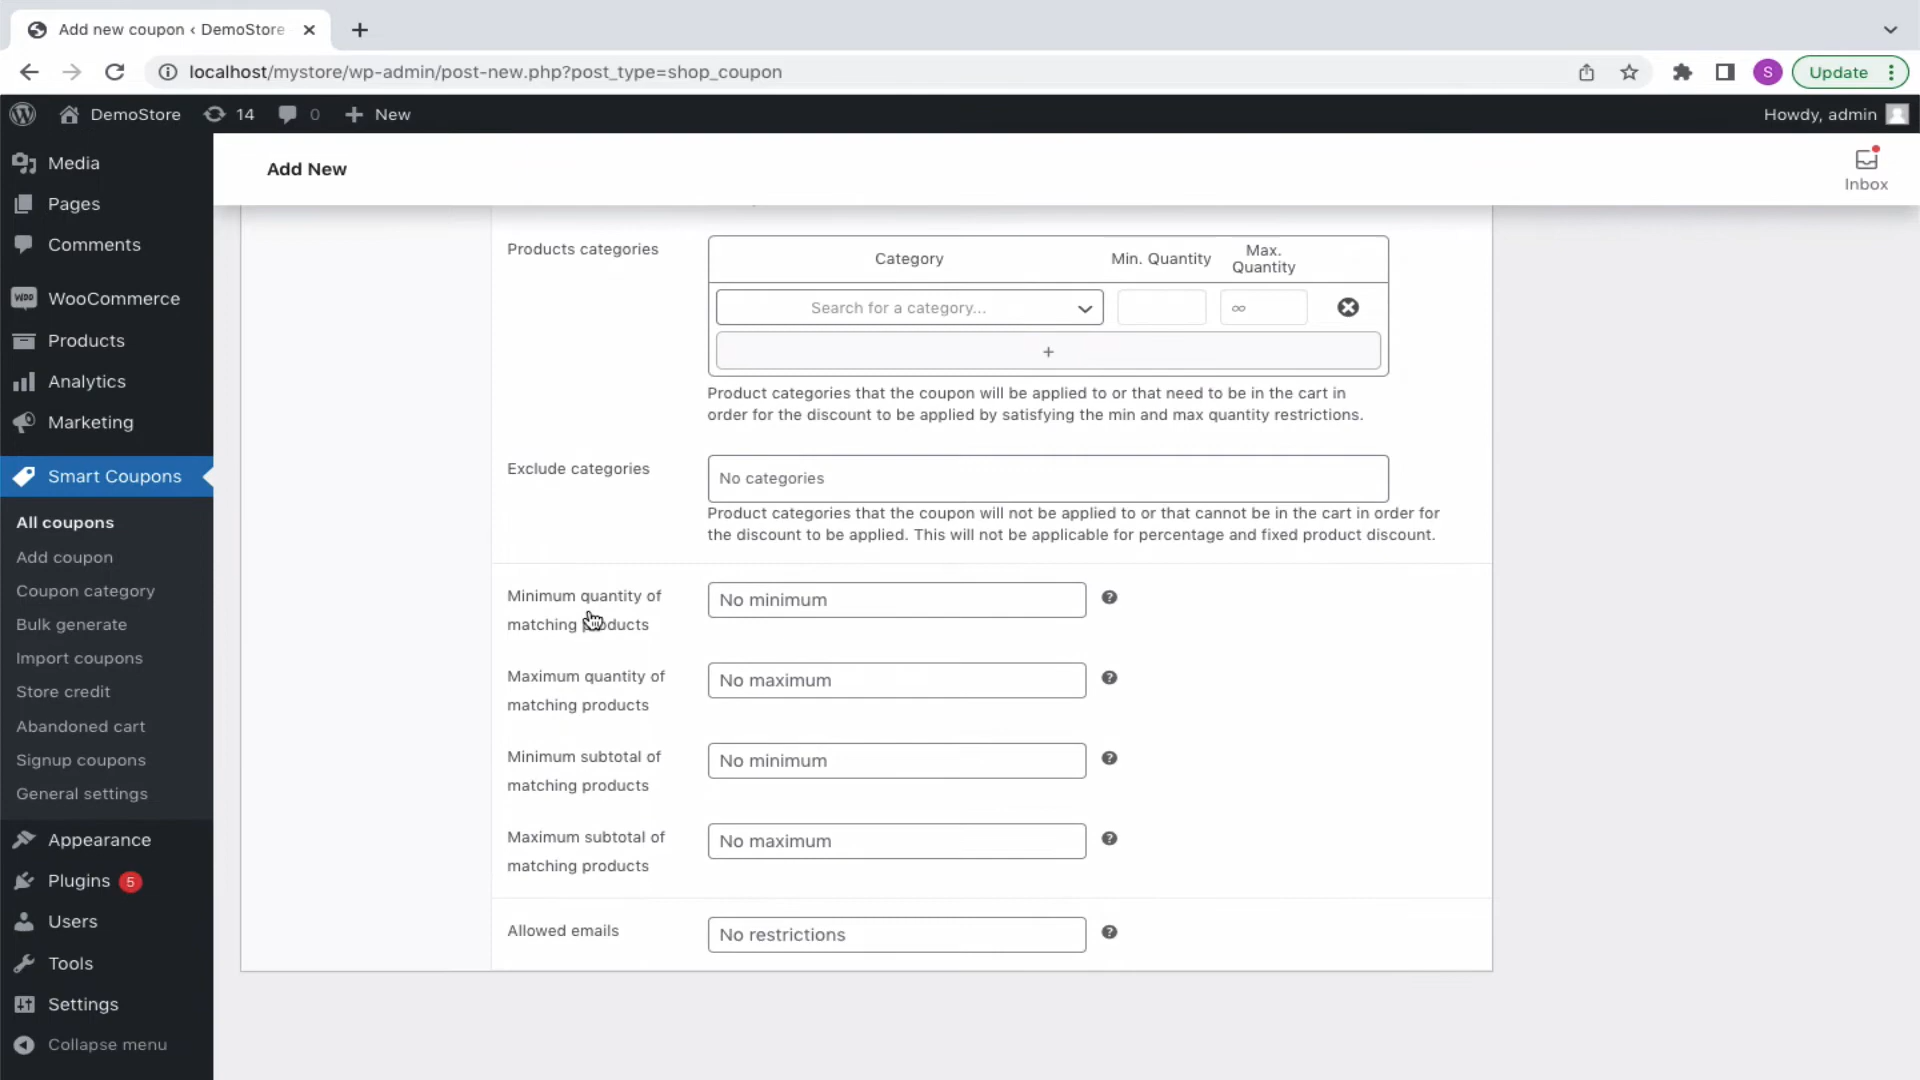 Add new coupon ‹ DemoStore
localhost/mystore/wp-admin/post-new.php?post_type=shop_coupon
S
Update
DemoStore
14
0
New
Howdy, admin
Media
Pages
Comments
WooCommerce
Products
Analytics
Marketing
Smart Coupons
All coupons
Add coupon
Coupon category
Bulk generate
Import coupons
Store credit
Abandoned cart
Signup coupons
General settings
Appearance
Plugins 5
Users
Tools
Settings
Collapse menu
Add New
Inbox
Products categories
Category
Min. Quantity
Max.
Quantity
Search for a category...
∞
+
Product categories that the coupon will be applied to or that need to be in the cart in
order for the discount to be applied by satisfying the min and max quantity restrictions.
Exclude categories
No categories
Product categories that the coupon will not be applied to or that cannot be in the cart in order for
the discount to be applied. This will not be applicable for percentage and fixed product discount.
Minimum quantity of
matching products
No minimum
Maximum quantity of
matching products
No maximum
Minimum subtotal of
matching products
No minimum
Maximum subtotal of
matching products
No maximum
Allowed emails
No restrictions